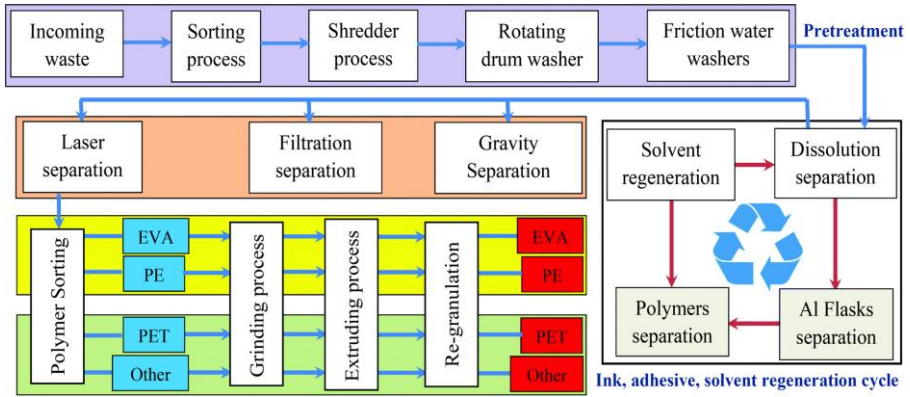 Incoming
waste
Sorting
process
Shredder
process
Rotating
drum washer
Friction water
washers
Pretreatment
Laser
separation
Filtration
separation
Gravity
Separation
Solvent
regeneration
Dissolution
separation
Polymer Sorting
EVA
PE
PET
Other
Grinding process
Extruding process
Re-granulation
EVA
PE
PET
Other
Polymers
separation
Al Flasks
separation
Ink, adhesive, solvent regeneration cycle